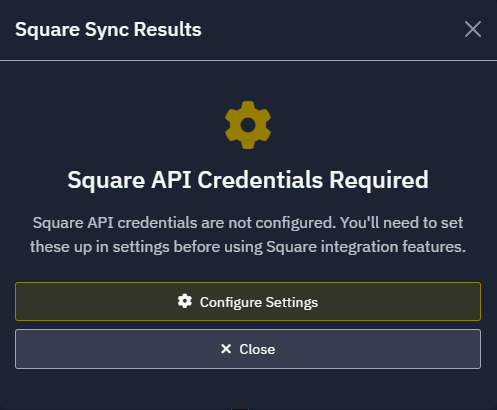 Square Sync Results
Square API Credentials Required
Square API credentials are not configured. You'll need to set
these up in settings before using Square integration features.
Configure Settings
Close